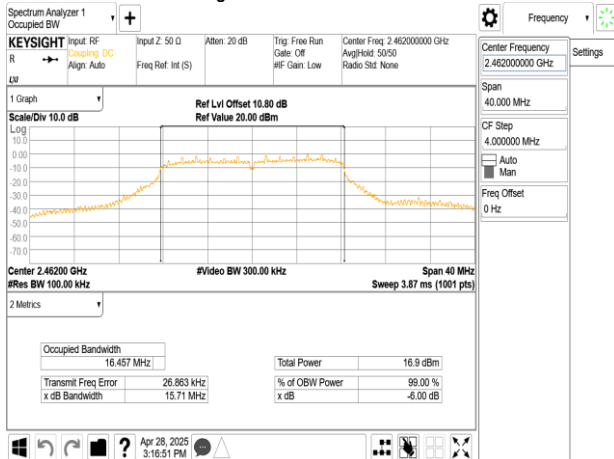 Spectrum Analyzer 1
Occupied BW
KEYSIGHT
R
LXI
Input: RF
Coupling: DC
Align: Auto
Input Z: 50 Ω
Freq Ref: Int (S)
Atten: 20 dB
Trig: Free Run
Gate: Off
#IF Gain: Low
Center Freq: 2.462000000 GHz
Avg|Hold: 50/50
Radio Std: None
1 Graph
Scale/Div 10.0 dB
Ref Lvl Offset 10.80 dB
Ref Value 20.00 dBm
Log
10.0
0.00
-10.0
-20.0
-30.0
-40.0
-50.0
-60.0
-70.0
Center 2.46200 GHz
#Res BW 100.00 kHz
#Video BW 300.00 kHz
Span 40 MHz
Sweep 3.87 ms (1001 pts)
2 Metrics
Occupied Bandwidth
16.457 MHz
Transmit Freq Error 26.863 kHz
x dB Bandwidth 15.71 MHz
Total Power 16.9 dBm
% of OBW Power 99.00 %
x dB -6.00 dB
?
Apr 28, 2025
3:16:51 PM
Frequency
Center Frequency
2.462000000 GHz
Span
40.000 MHz
CF Step
4.000000 MHz
Auto
Man
Freq Offset
0 Hz
Settings